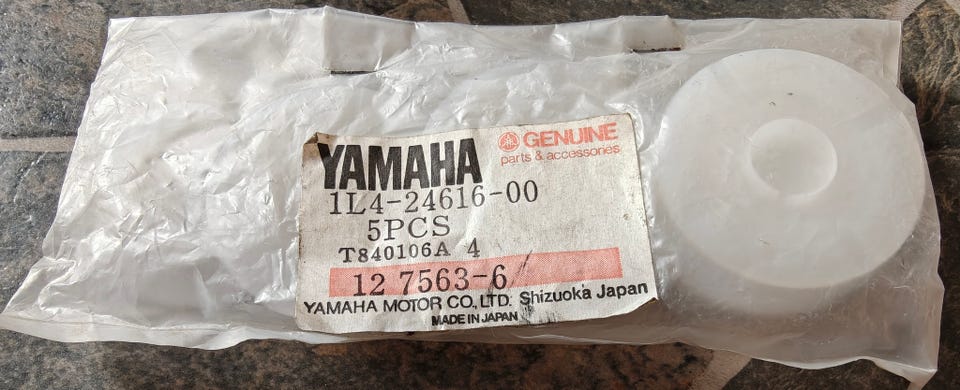 GENUINE
parts & accessories
YAMAHA
1L4-24616-00
5PCS
T840106A 4
12 7563-6
YAMAHA MOTOR CO., LTD. Shizuoka Japan
MADE IN JAPAN